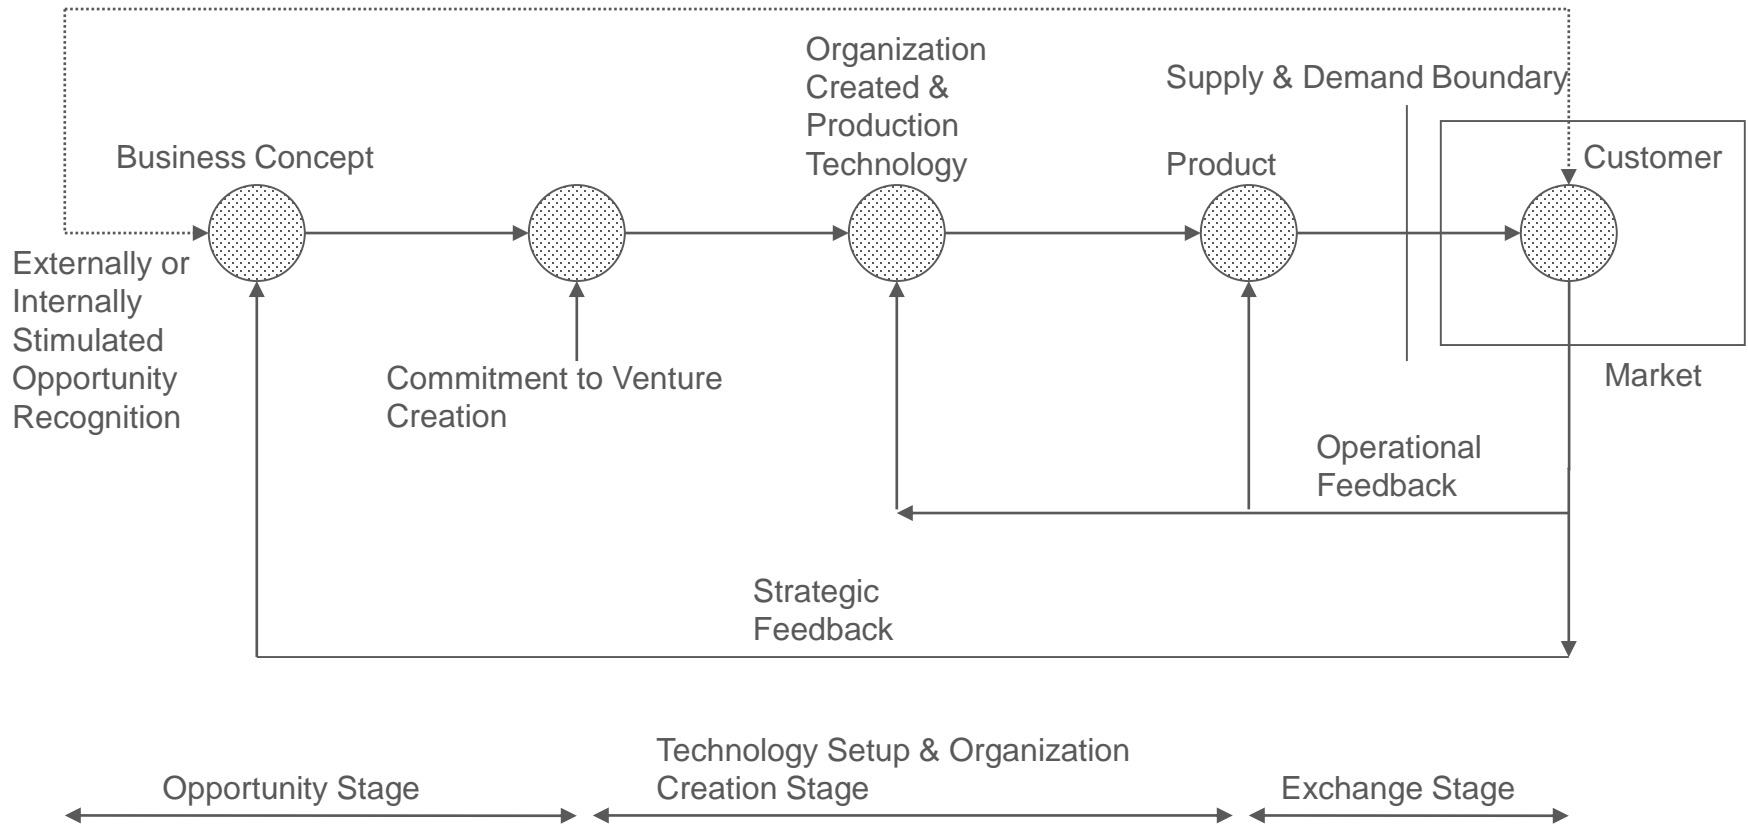 Organization
Created &
Production
Technology
Supply & Demand Boundary
Business Concept
Product
Customer
Externally or
Internally
Stimulated
Opportunity
Recognition
Commitment to Venture
Creation
Market
Operational
Feedback
Strategic
Feedback
Opportunity Stage
Technology Setup & Organization
Creation Stage
Exchange Stage